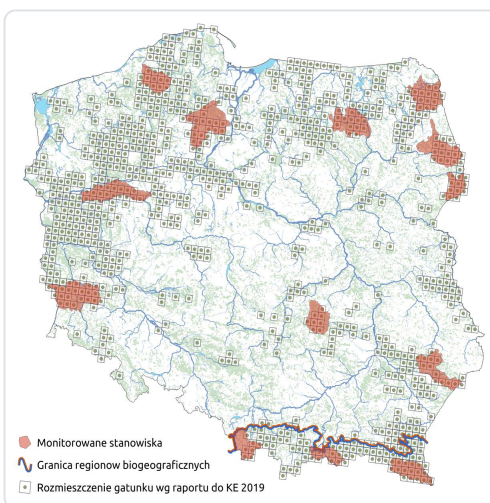 Monitorowane stanowiska
Granica regionow biogeograficznych
Rozmieszczenie gatunku wg raportu do KE 2019